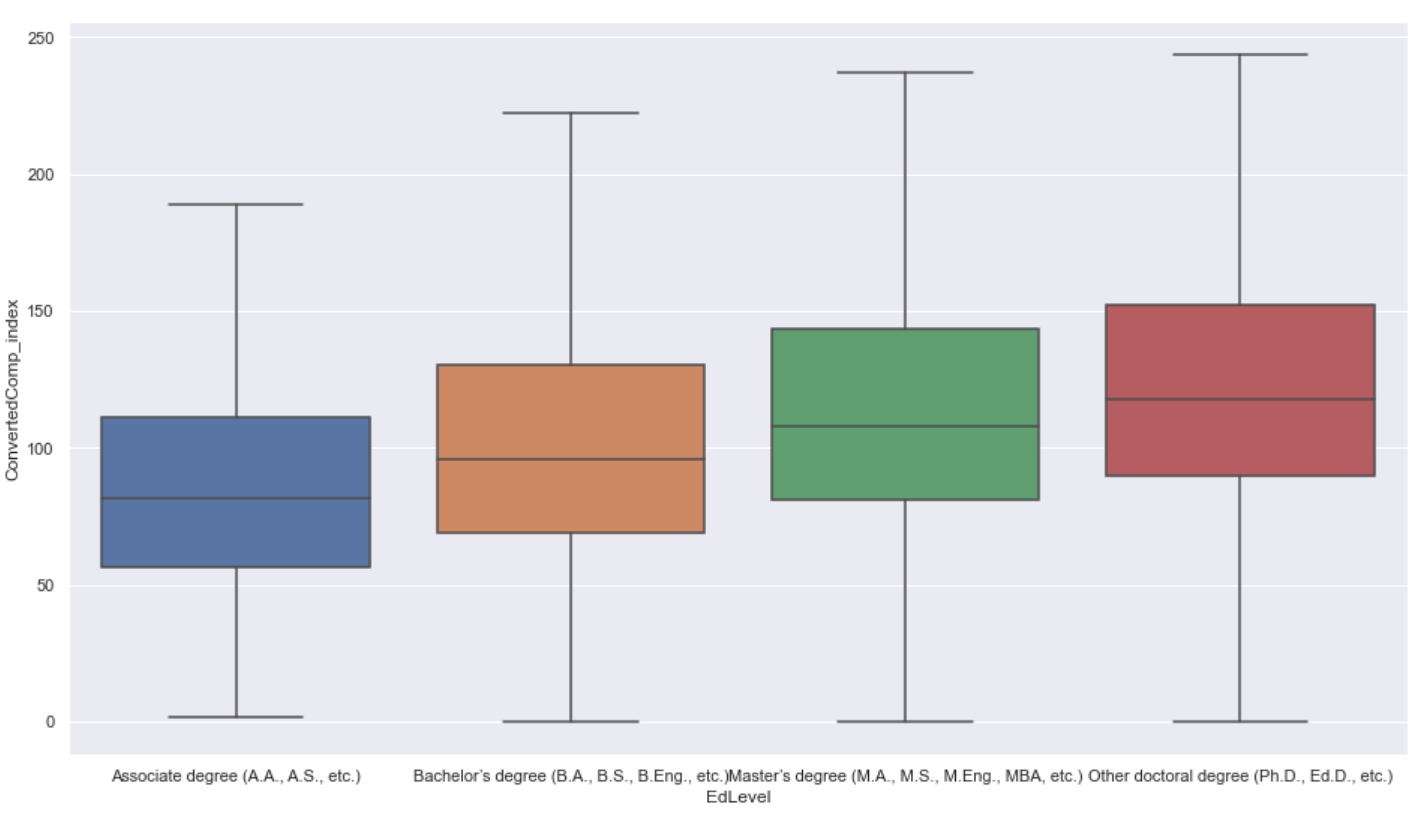 250
200
150
100
50
0
ConvertedComp_index
Associate degree (A.A., A.S., etc.)
Bachelor’s degree (B.A., B.S., B.Eng., etc.)
Master’s degree (M.A., M.S., M.Eng., MBA, etc.)
Other doctoral degree (Ph.D., Ed.D., etc.)
EdLevel